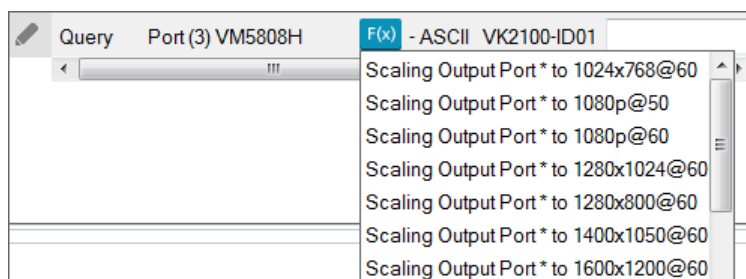 Query Port (3) VM5808H F(x) - ASCII VK2100-ID01
Scaling Output Port * to 1024x768@60
Scaling Output Port * to 1080p@50
Scaling Output Port * to 1080p@60
Scaling Output Port * to 1280x1024@60
Scaling Output Port * to 1280x800@60
Scaling Output Port * to 1400x1050@60
Scaling Output Port * to 1600x1200@60